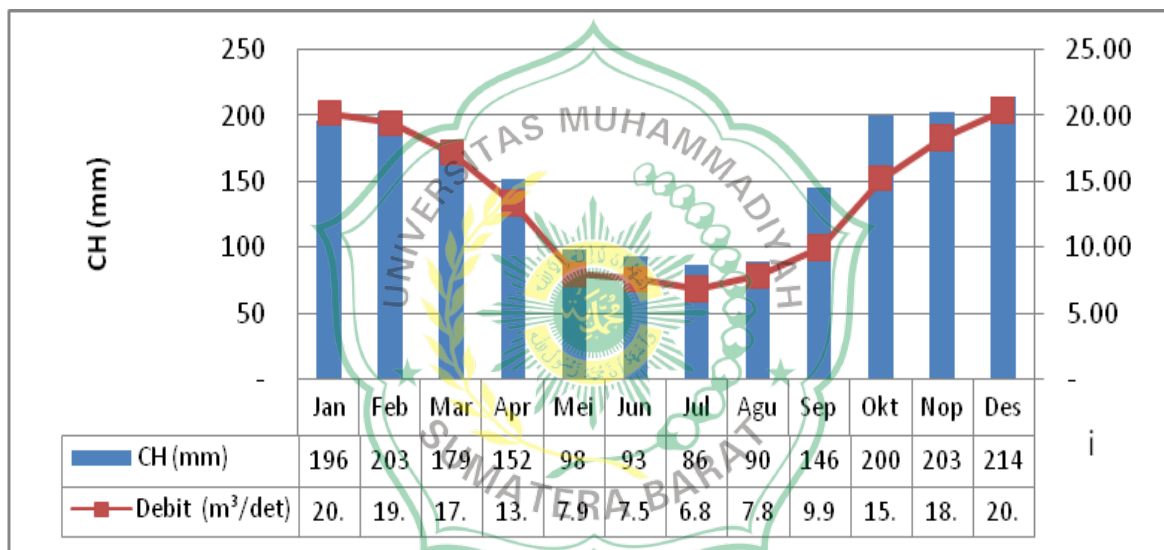 250 25.00
200 20.00
150 15.00
100 10.00
50 5.00
- -
CH (mm)
UNIVERSITAS MUHAMMADIYAH
SUMATERA BARAT
Jan Feb Mar Apr Mei Jun Jul Agu Sep Okt Nop Des
CH (mm) 196 203 179 152 98 93 86 90 146 200 203 214
Debit (m³/det) 20. 19. 17. 13. 7.9 7.5 6.8 7.8 9.9 15. 18. 20.